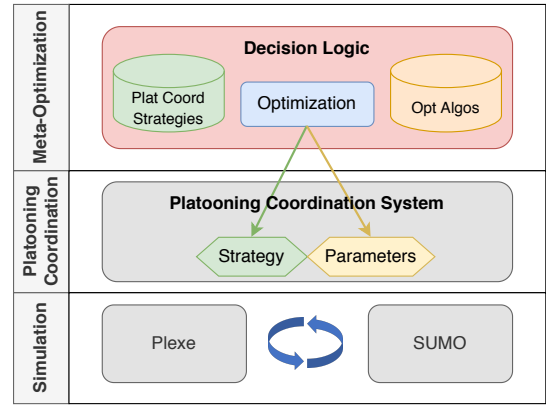 Meta-Optimization
Decision Logic
Plat Coord
Strategies
Optimization
Opt Algos
Platooning
Coordination
Platooning Coordination System
Strategy
Parameters
Simulation
Plexe
SUMO